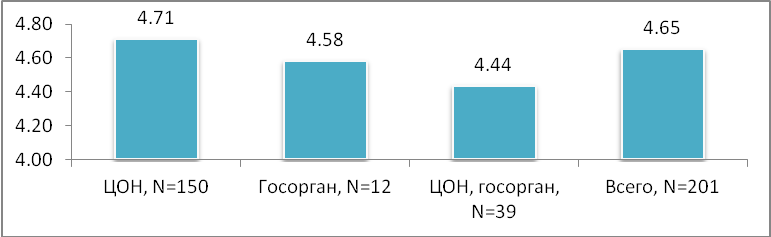 4.80
4.60
4.40
4.20
4.00
4.71
4.58
4.44
4.65
ЦОН, N=150
Госорган, N=12
ЦОН, госорган,
N=39
Всего, N=201